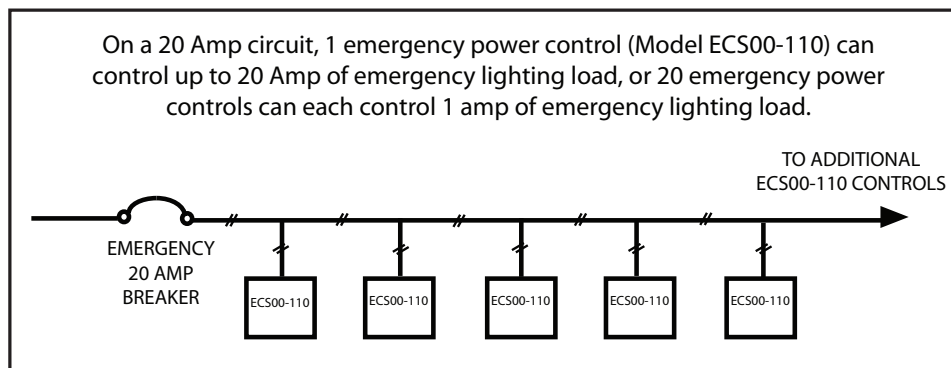 On a 20 Amp circuit, 1 emergency power control (Model ECS00-110) can
control up to 20 Amp of emergency lighting load, or 20 emergency power
controls can each control 1 amp of emergency lighting load.
TO ADDITIONAL
ECS00-110 CONTROLS
EMERGENCY
20 AMP
BREAKER
ECS00-110
ECS00-110
ECS00-110
ECS00-110
ECS00-110